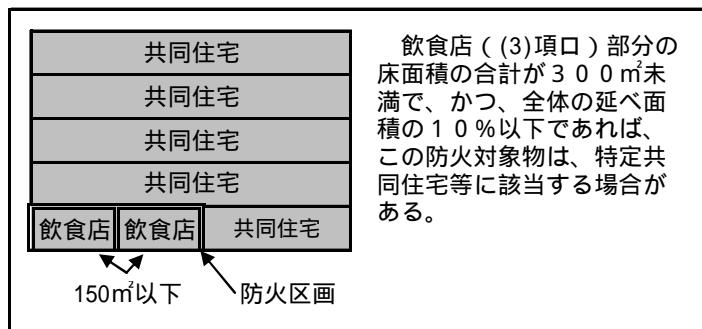 共同住宅
共同住宅
共同住宅
共同住宅
飲食店 飲食店 共同住宅
150㎡以下 防火区画
飲食店((3)項ロ)部分の
床面積の合計が300㎡未
満で、かつ、全体の延べ面
積の10%以下であれば、
この防火対象物は、特定共
同住宅等に該当する場合が
ある。